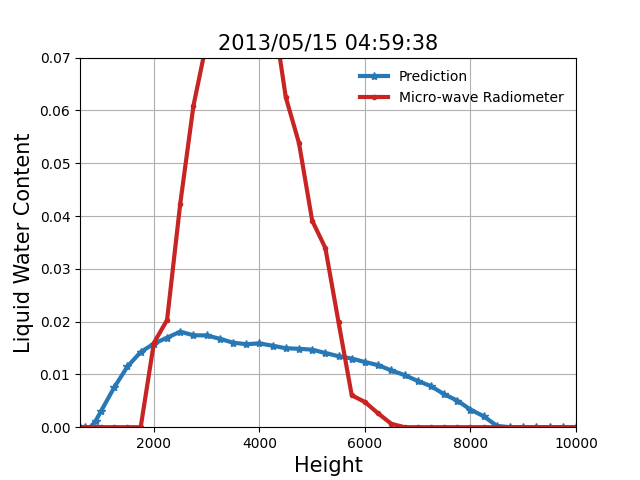 2013/05/15 04:59:38
Prediction
Micro-wave Radiometer
Liquid Water Content
0.07
0.06
0.05
0.04
0.03
0.02
0.01
0.00
2000 4000 6000 8000 10000
Height